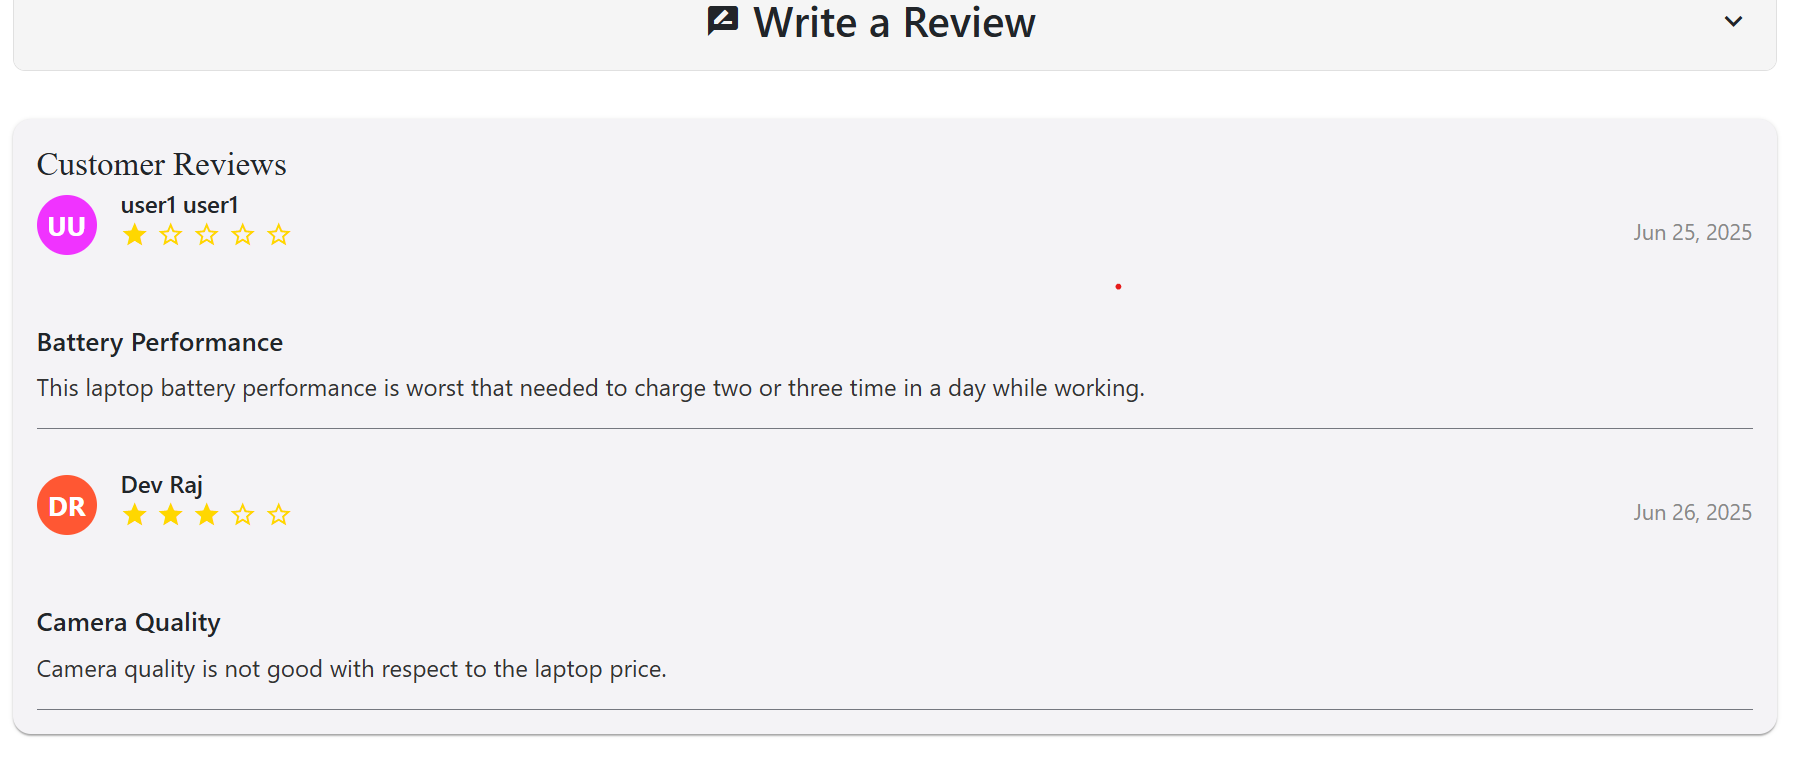 Write a Review
Customer Reviews
UU
user1 user1
Jun 25, 2025
Battery Performance
This laptop battery performance is worst that needed to charge two or three time in a day while working.
DR
Dev Raj
Jun 26, 2025
Camera Quality
Camera quality is not good with respect to the laptop price.